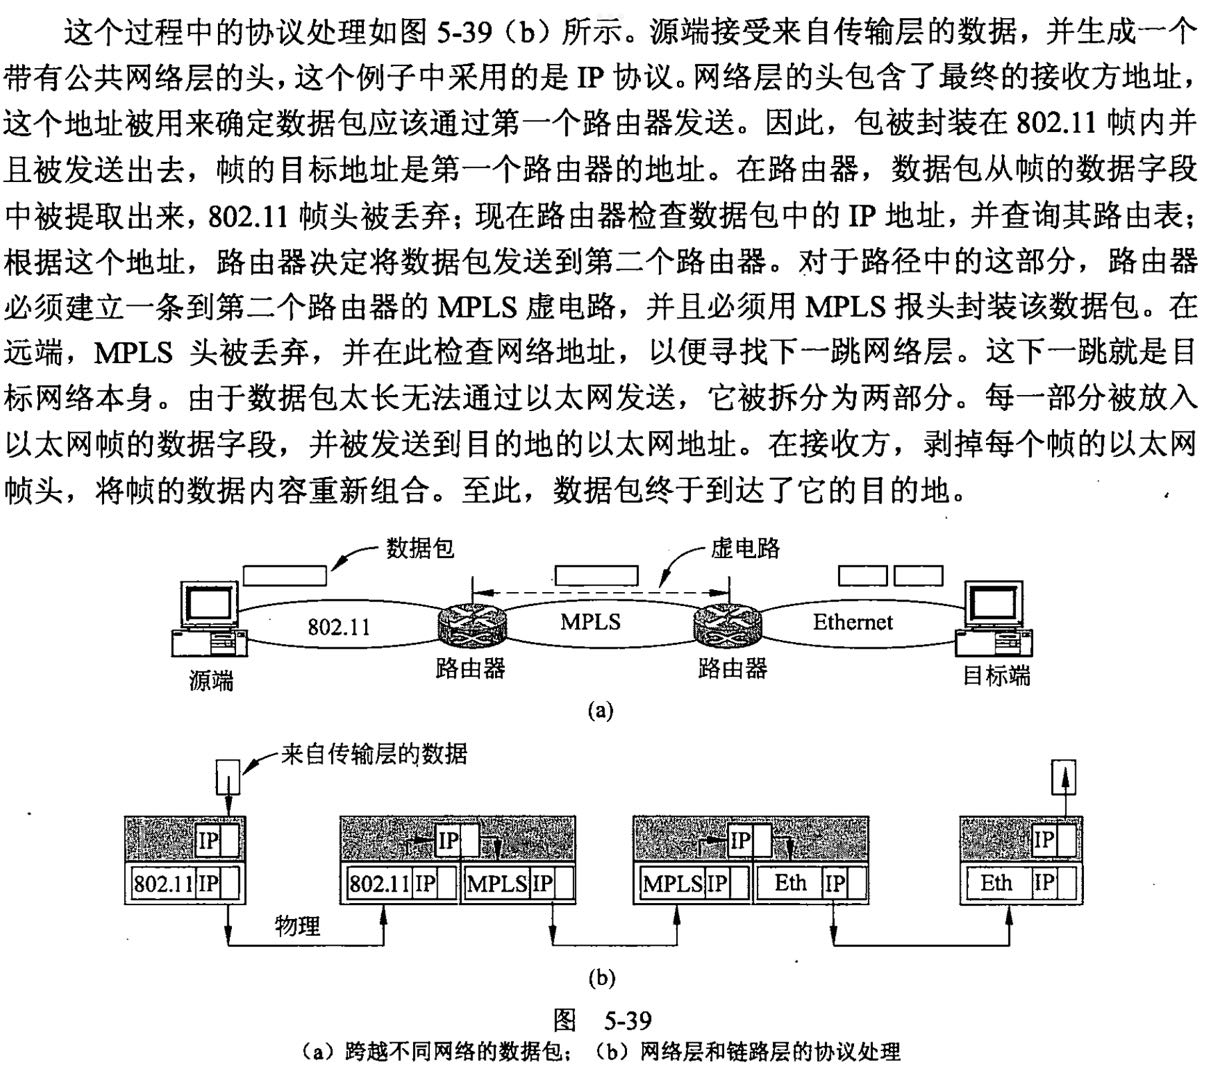 这个过程中的协议处理如图 5-39（b）所示。源端接受来自传输层的数据，并生成一个
带有公共网络层的头，这个例子中采用的是 IP 协议。网络层的头包含了最终的接收方地址，
这个地址被用来确定数据包应该通过第一个路由器发送。因此，包被封装在 802.11 帧内并
且被发送出去，帧的目标地址是第一个路由器的地址。在路由器，数据包从帧的数据字段
中被提取出来，802.11 帧头被丢弃；现在路由器检查数据包中的 IP 地址，并查询其路由表；
根据这个地址，路由器决定将数据包发送到第二个路由器。对于路径中的这部分，路由器
必须建立一条到第二个路由器的 MPLS 虚电路，并且必须用 MPLS 报头封装该数据包。在
远端，MPLS 头被丢弃，并在此检查网络地址，以便寻找下一跳网络层。这下一跳就是目
标网络本身。由于数据包太长无法通过以太网发送，它被拆分为两部分。每一部分被放入
以太网帧的数据字段，并被发送到目的地的以太网地址。在接收方，剥掉每个帧的以太网
帧头，将帧的数据内容重新组合。至此，数据包终于到达了它的目的地。
数据包 虚电路
802.11 MPLS Ethernet
源端 路由器 路由器 目标端
(a)
来自传输层的数据
IP IP IP IP
802.11 IP 802.11 IP MPLS IP MPLS IP Eth IP Eth IP
物理
(b)
图 5-39
（a）跨越不同网络的数据包；（b）网络层和链路层的协议处理